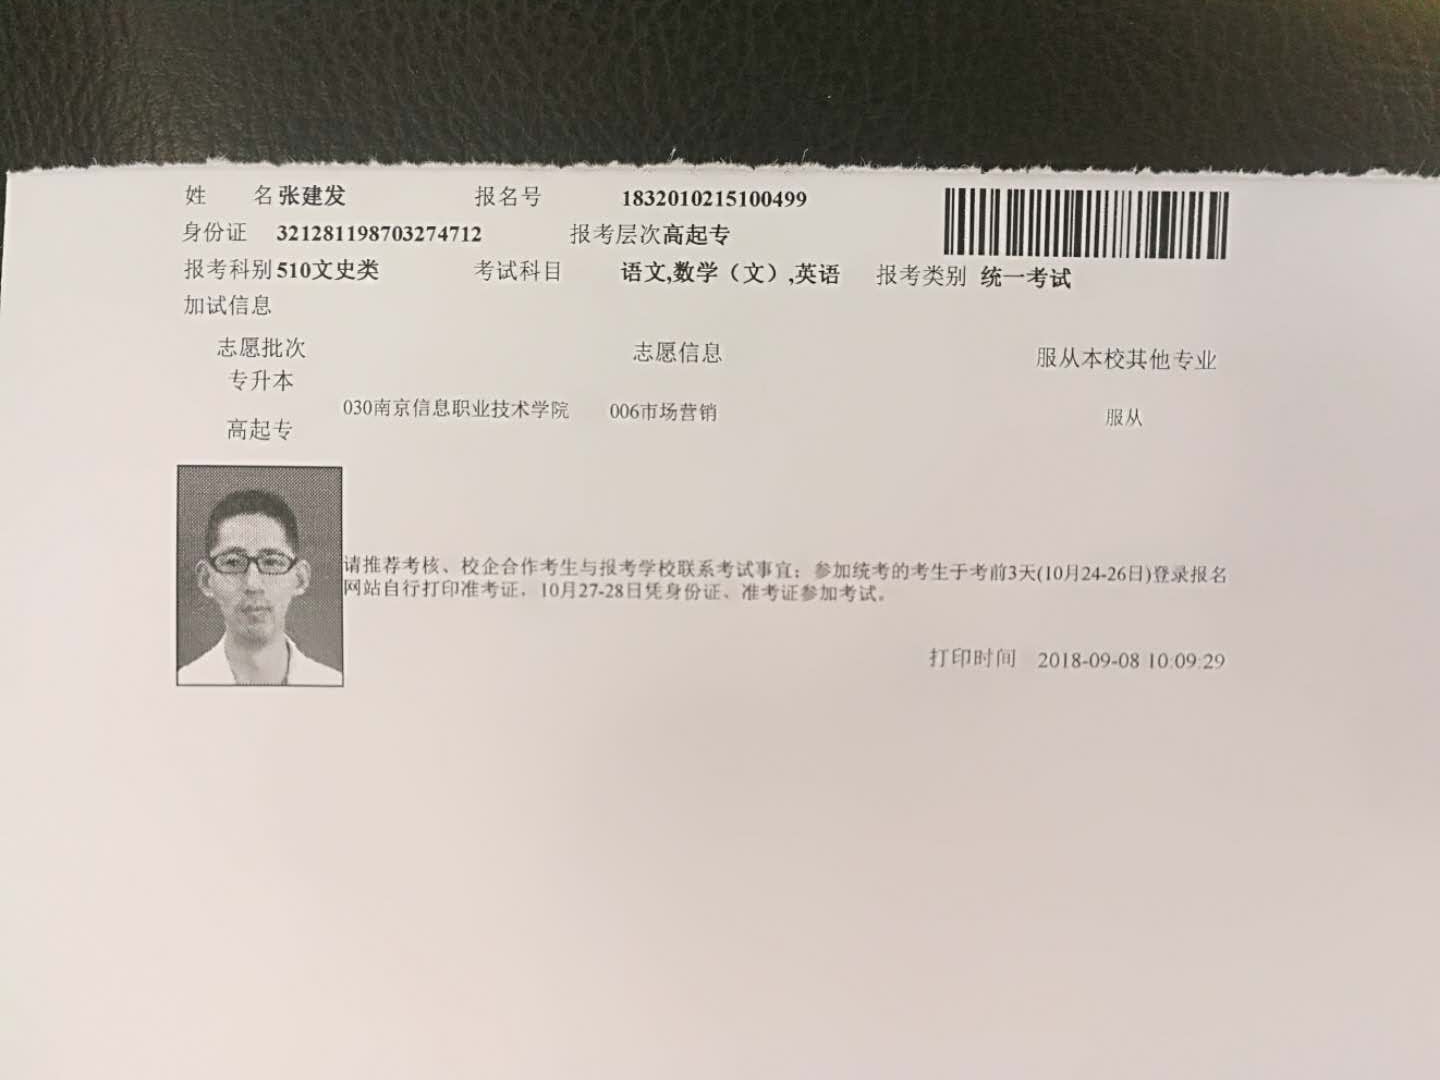 姓 名 张建发 报名号 1832010215100499
身份证 321281198703274712 报考层次 高起专
报考科别 510文史类 考试科目 语文,数学（文）,英语 报考类别 统一考试
加试信息
志愿批次 志愿信息 服从本校其他专业
专升本
高起专 030南京信息职业技术学院 006市场营销 服从
请推荐考核、校企合作考生与报考学校联系考试事宜；参加统考的考生于考前3天(10月24-26日)登录报名
网站自行打印准考证，10月27-28日凭身份证、准考证参加考试。
打印时间 2018-09-08 10:09:29